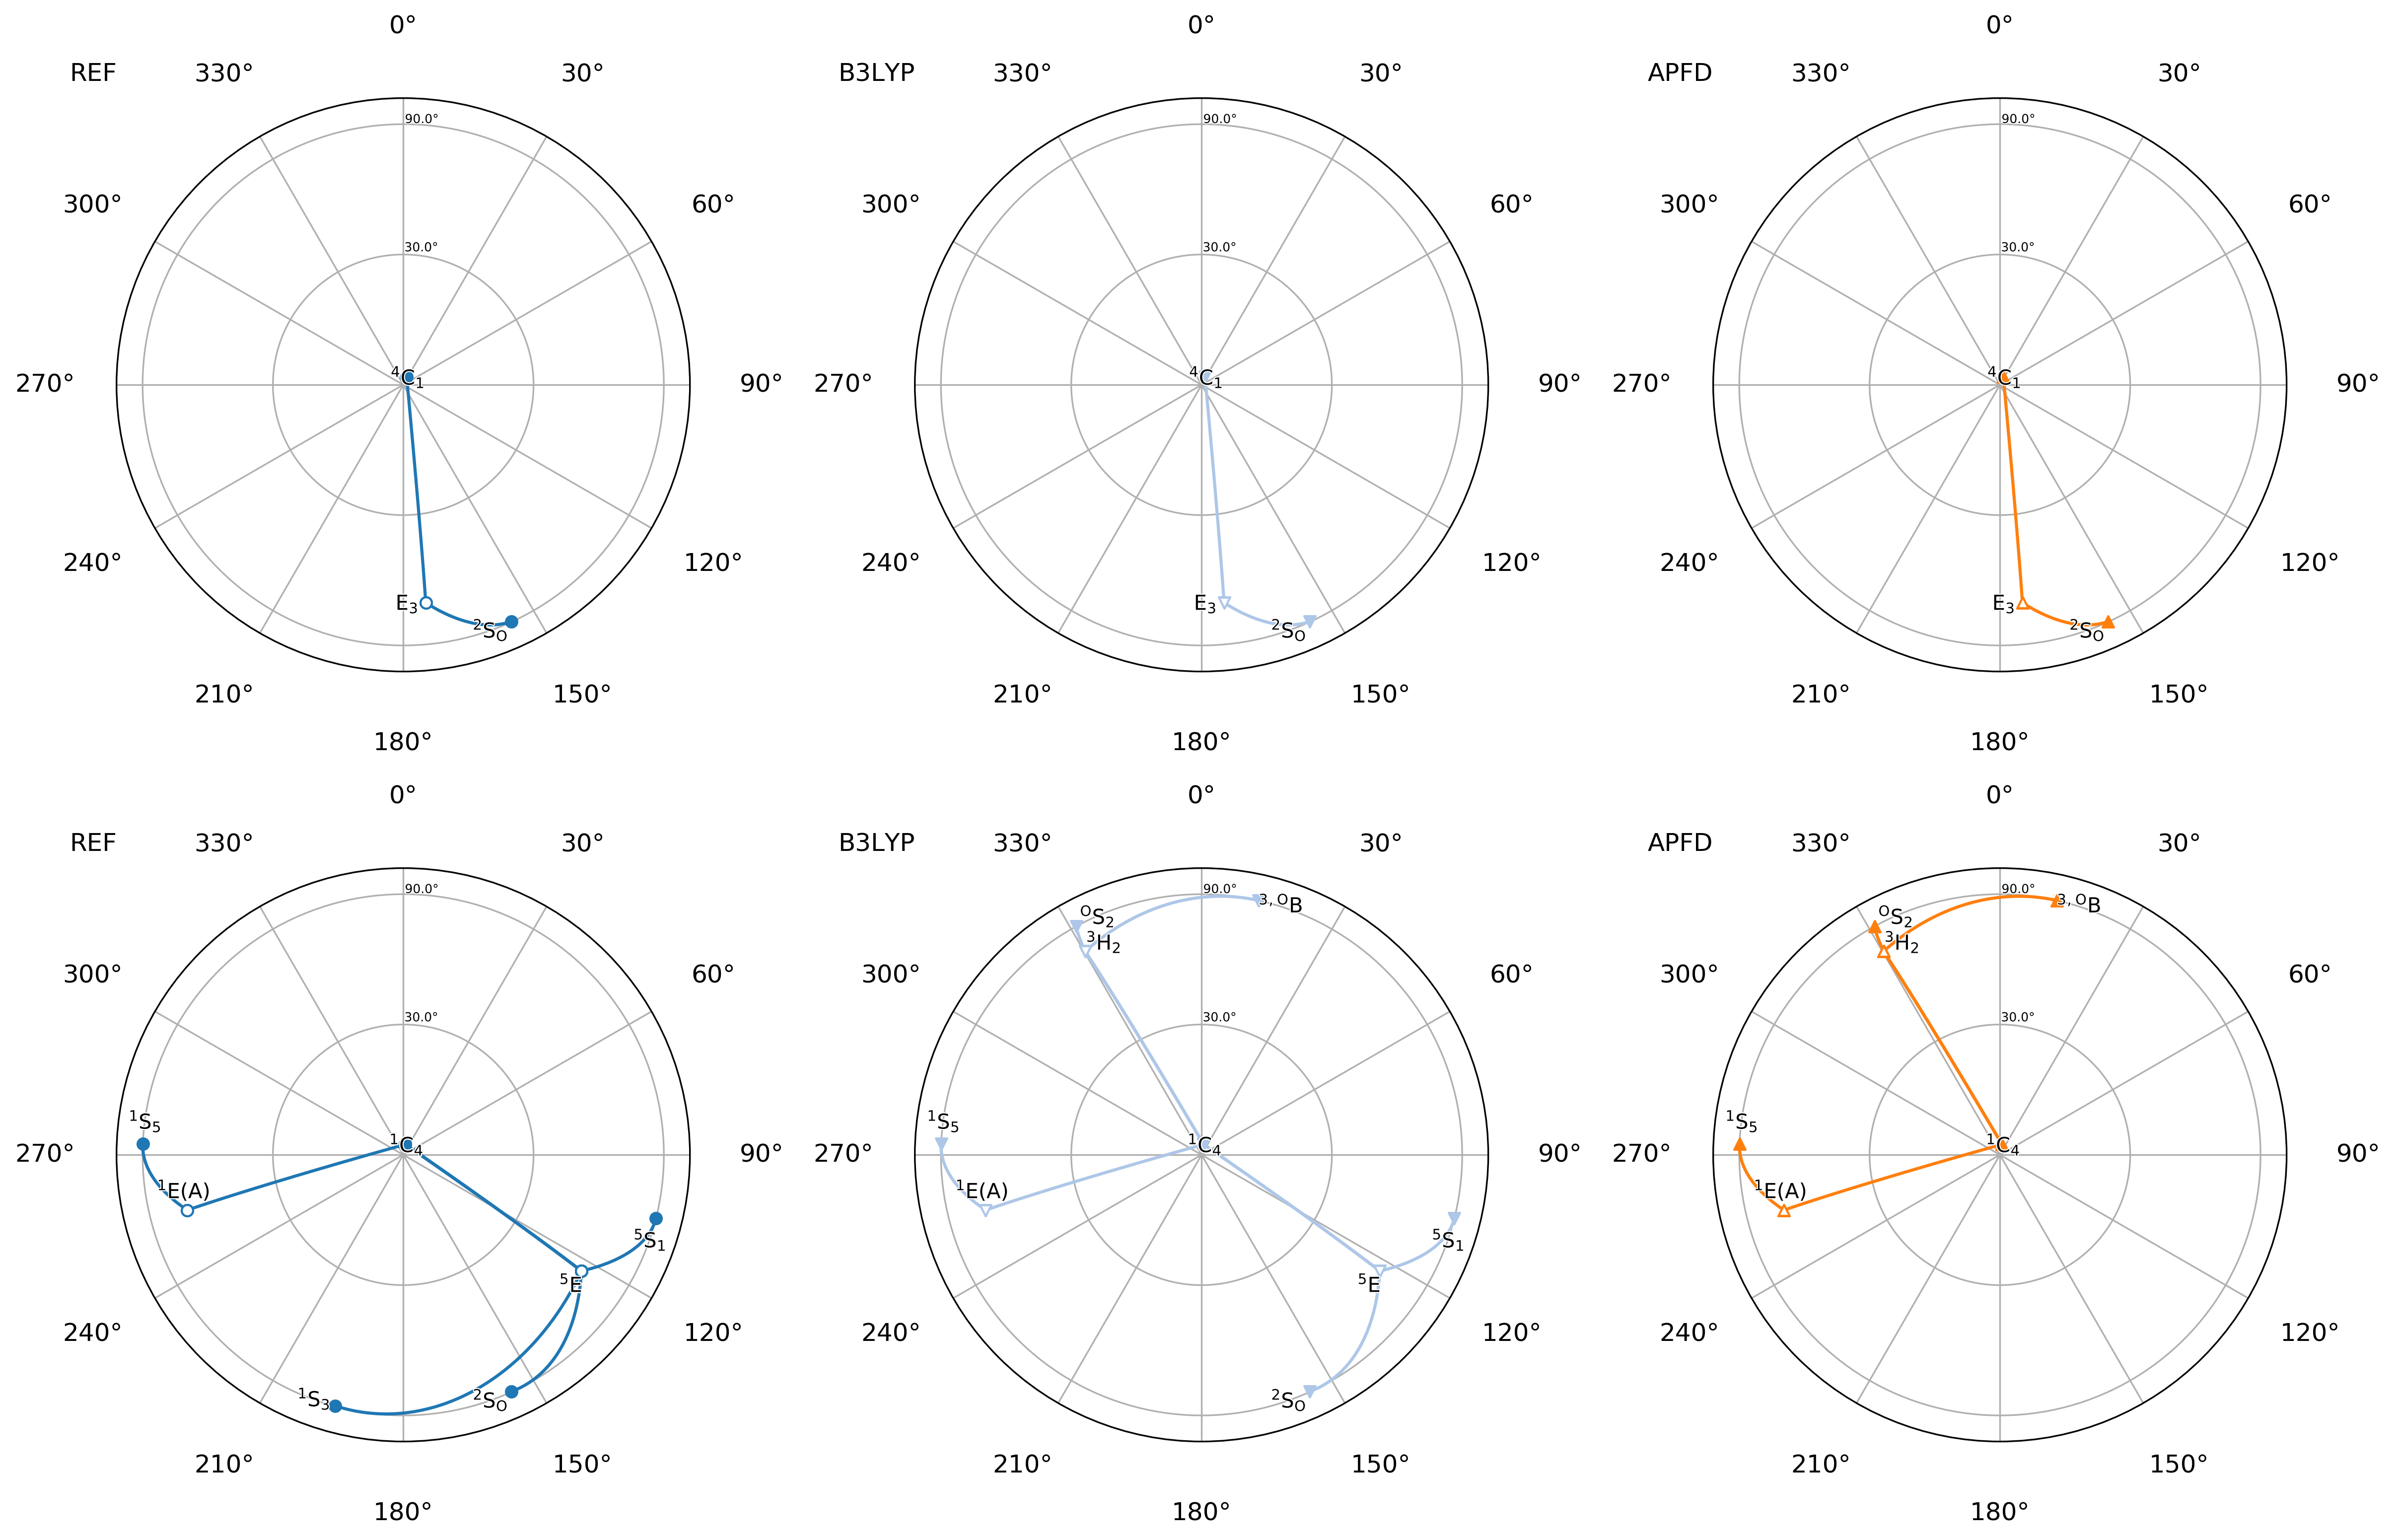 0° 0° 0°
REF 330° 30° B3LYP 330° 30° APFD 330° 30°
90.0° 90.0° 90.0°
300° 60° 300° 60° 300° 60°
30.0° 30.0° 30.0°
270° ⁴C₁ 90° 270° ⁴C₁ 90° 270° ⁴C₁ 90°
240° 120° 240° 120° 240° 120°
E₃ E₃ E₃
²S_O ²S_O ²S_O
210° 150° 210° 150° 210° 150°
180° 180° 180°
0° 0° 0°
REF 330° 30° B3LYP 330° 30° APFD 330° 30°
90.0° 90.0° 90.0°
³,ᴼB ³,ᴼB
ᴼS₂ ᴼS₂
³H₂ ³H₂
300° 60° 300° 60° 300° 60°
30.0° 30.0° 30.0°
¹S₅ ¹S₅ ¹S₅
270° ¹C₄ 90° 270° ¹C₄ 90° 270° ¹C₄ 90°
¹E(A) ¹E(A) ¹E(A)
⁵S₁ ⁵S₁
⁵E ⁵E
240° 120° 240° 120° 240° 120°
¹S₃ ²S_O ²S_O
210° 150° 210° 150° 210° 150°
180° 180° 180°